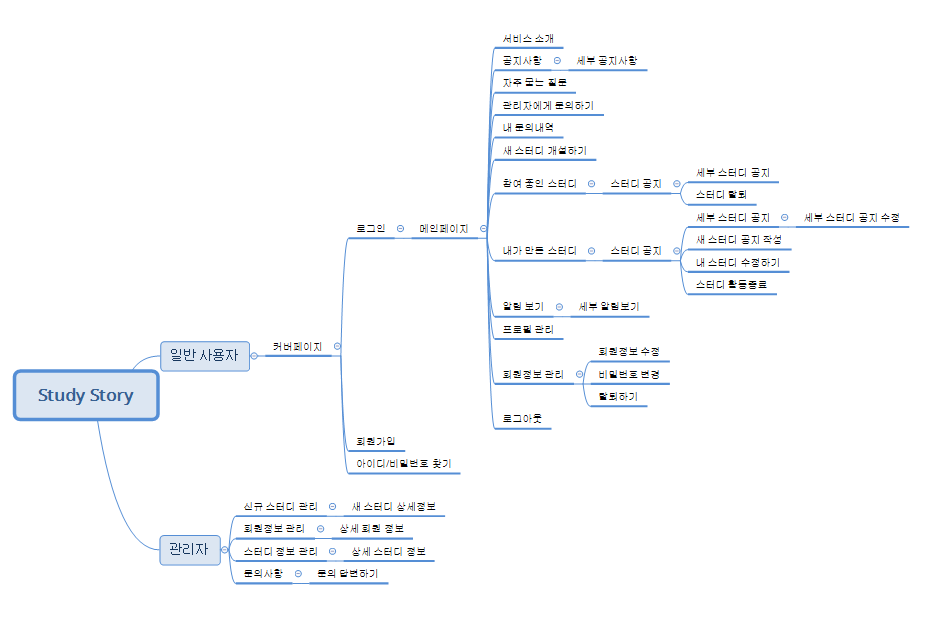 Study Story
일반 사용자
커버페이지
로그인
메인페이지
서비스 소개
공지사항
세부 공지사항
자주 묻는 질문
관리자에게 문의하기
내 문의내역
새 스터디 개설하기
참여 중인 스터디
스터디 공지
세부 스터디 공지
스터디 탈퇴
내가 만든 스터디
스터디 공지
세부 스터디 공지
세부 스터디 공지 수정
새 스터디 공지 작성
내 스터디 수정하기
스터디 활동종료
알림 보기
세부 알림보기
프로필 관리
회원정보 관리
회원정보 수정
비밀번호 변경
탈퇴하기
로그아웃
회원가입
아이디/비밀번호 찾기
관리자
신규 스터디 관리
새 스터디 상세정보
회원정보 관리
상세 회원 정보
스터디 정보 관리
상세 스터디 정보
문의사항
문의 답변하기